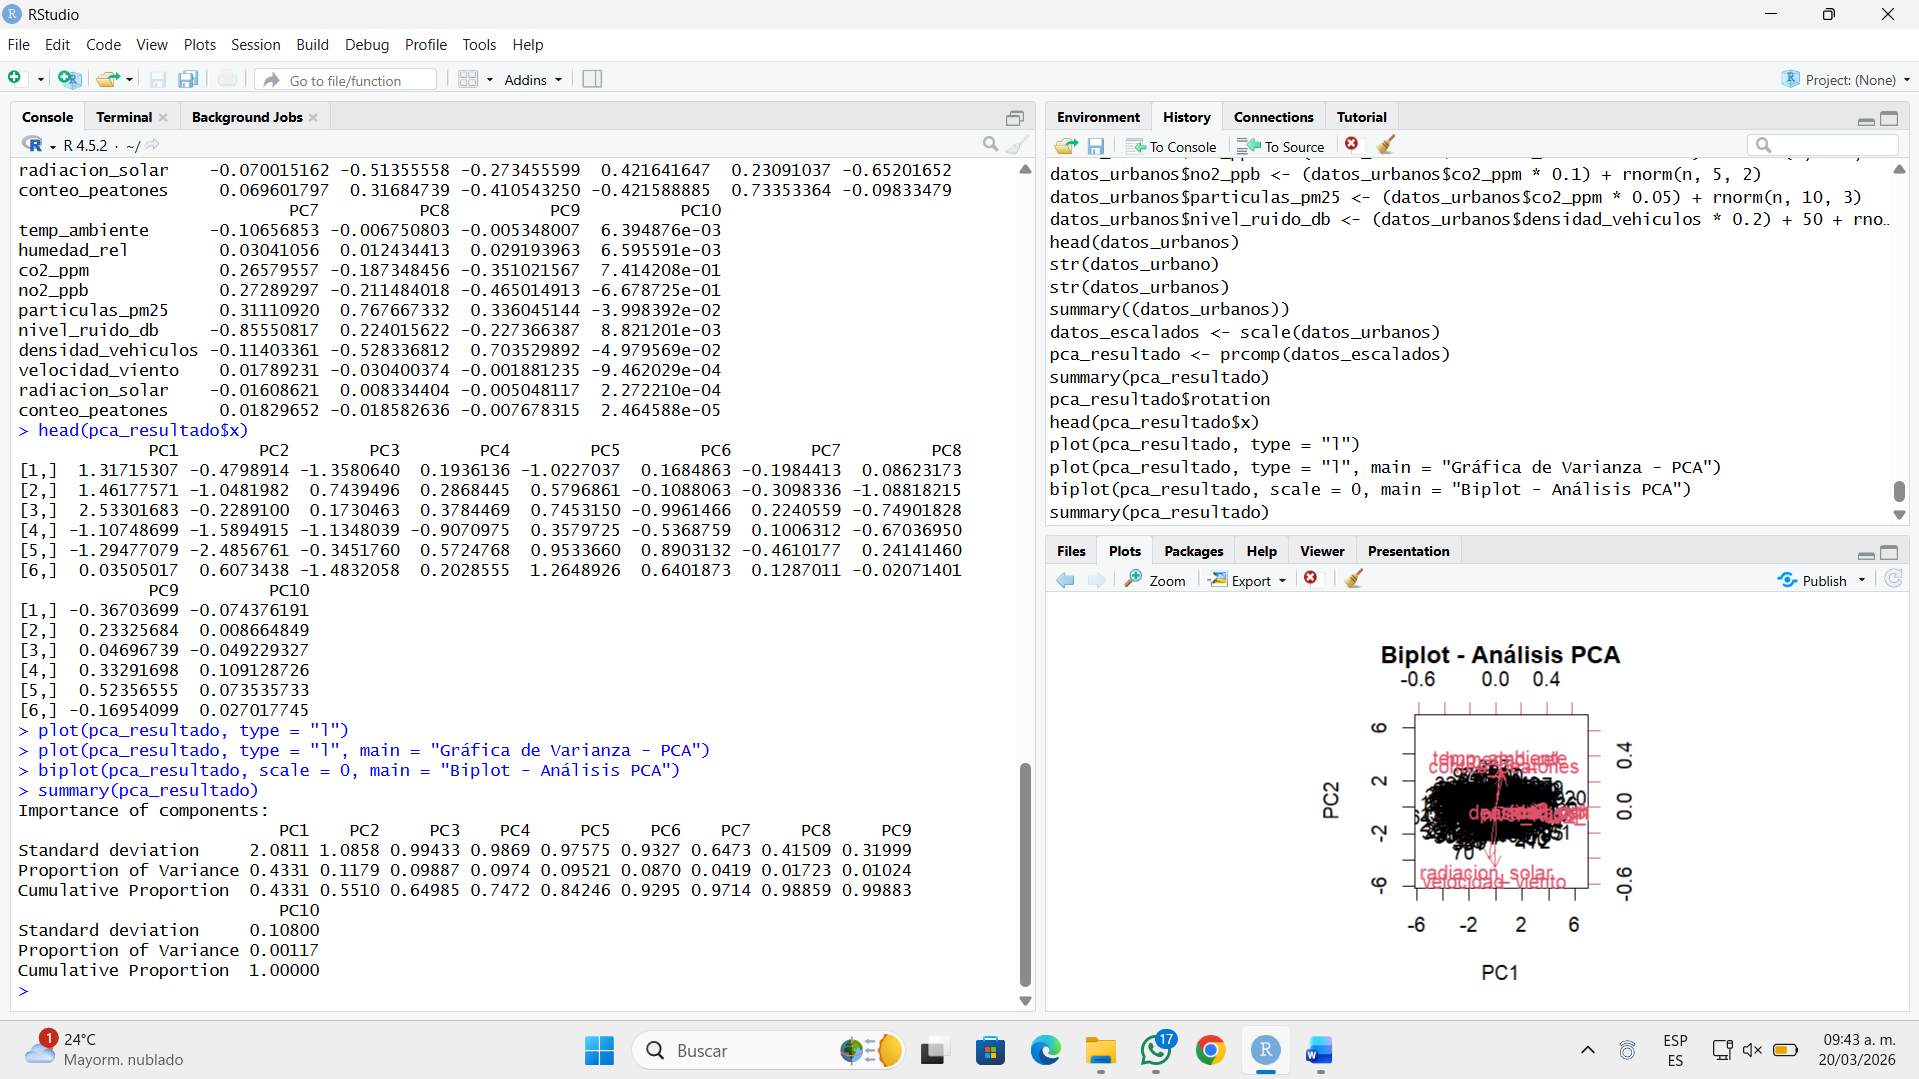 RStudio
File Edit Code View Plots Session Build Debug Profile Tools Help
Go to file/function Addins Project: (None)
Console Terminal Background Jobs
R 4.5.2 · ~/
radiacion_solar -0.070015162 -0.51355558 -0.273455599 0.421641647 0.23091037 -0.65201652
conteo_peatones 0.069601797 0.31684739 -0.410543250 -0.421588885 0.73353364 -0.09833479
PC7 PC8 PC9 PC10
temp_ambiente -0.10656853 -0.006750803 -0.005348007 6.394876e-03
humedad_rel 0.03041056 0.012434413 0.029193963 6.595591e-03
co2_ppm 0.26579557 -0.187348456 -0.351021567 7.414208e-01
no2_ppb 0.27289297 -0.211484018 -0.465014913 -6.678725e-01
particulas_pm25 0.31110920 0.767667332 0.336045144 -3.998392e-02
nivel_ruido_db -0.85550817 0.224015622 -0.227366387 8.821201e-03
densidad_vehiculos -0.11403361 -0.528336812 0.703529892 -4.979569e-02
velocidad_viento 0.01789231 -0.030400374 -0.001881235 -9.462029e-04
radiacion_solar -0.01608621 0.008334404 -0.005048117 2.272210e-04
conteo_peatones 0.01829652 -0.018582636 -0.007678315 2.464588e-05
> head(pca_resultado$x)
PC1 PC2 PC3 PC4 PC5 PC6 PC7 PC8
[1,] 1.31715307 -0.4798914 -1.3580640 0.1936136 -1.0227037 0.1684863 -0.1984413 0.08623173
[2,] 1.46177571 -1.0481982 0.7439496 0.2868445 0.5796861 -0.1088063 -0.3098336 -1.08818215
[3,] 2.53301683 -0.2289100 0.1730463 0.3784469 0.7453150 -0.9961466 0.2240559 -0.74901828
[4,] -1.10748699 -1.5894915 -1.1348039 -0.9070975 0.3579725 -0.5368759 0.1006312 -0.67036950
[5,] -1.29477079 -2.4856761 -0.3451760 0.5724768 0.9533660 0.8903132 -0.4610177 0.24141460
[6,] 0.03505017 0.6073438 -1.4832058 0.2028555 1.2648926 0.6401873 0.1287011 -0.02071401
PC9 PC10
[1,] -0.36703699 -0.074376191
[2,] 0.23325684 0.008664849
[3,] 0.04696739 -0.049229327
[4,] 0.33291698 0.109128726
[5,] 0.52356555 0.073535733
[6,] -0.16954099 0.027017745
> plot(pca_resultado, type = "l")
> plot(pca_resultado, type = "l", main = "Gráfica de Varianza - PCA")
> biplot(pca_resultado, scale = 0, main = "Biplot - Análisis PCA")
> summary(pca_resultado)
Importance of components:
PC1 PC2 PC3 PC4 PC5 PC6 PC7 PC8 PC9
Standard deviation 2.0811 1.0858 0.99433 0.9869 0.97575 0.9327 0.6473 0.41509 0.31999
Proportion of Variance 0.4331 0.1179 0.09887 0.0974 0.09521 0.0870 0.0419 0.01723 0.01024
Cumulative Proportion 0.4331 0.5510 0.64985 0.7472 0.84246 0.9295 0.9714 0.98859 0.99883
PC10
Standard deviation 0.10800
Proportion of Variance 0.00117
Cumulative Proportion 1.00000
>
Environment History Connections Tutorial
To Console To Source
datos_urbanos$no2_ppb <- (datos_urbanos$co2_ppm * 0.1) + rnorm(n, 5, 2)
datos_urbanos$particulas_pm25 <- (datos_urbanos$co2_ppm * 0.05) + rnorm(n, 10, 3)
datos_urbanos$nivel_ruido_db <- (datos_urbanos$densidad_vehiculos * 0.2) + 50 + rno…
head(datos_urbanos)
str(datos_urbano)
str(datos_urbanos)
summary((datos_urbanos))
datos_escalados <- scale(datos_urbanos)
pca_resultado <- prcomp(datos_escalados)
summary(pca_resultado)
pca_resultado$rotation
head(pca_resultado$x)
plot(pca_resultado, type = "l")
plot(pca_resultado, type = "l", main = "Gráfica de Varianza - PCA")
biplot(pca_resultado, scale = 0, main = "Biplot - Análisis PCA")
summary(pca_resultado)
Files Plots Packages Help Viewer Presentation
Zoom Export Publish
Biplot - Análisis PCA
-0.6 0.0 0.4
6 2 -2 -6
PC2
temp_ambiente
radiacion_solar
velocidad_viento
70
0.4 0.0 -0.6
-6 -2 2 6
PC1
1
24°C
Mayorm. nublado
Buscar
17
ESP
ES
09:43 a. m.
20/03/2026